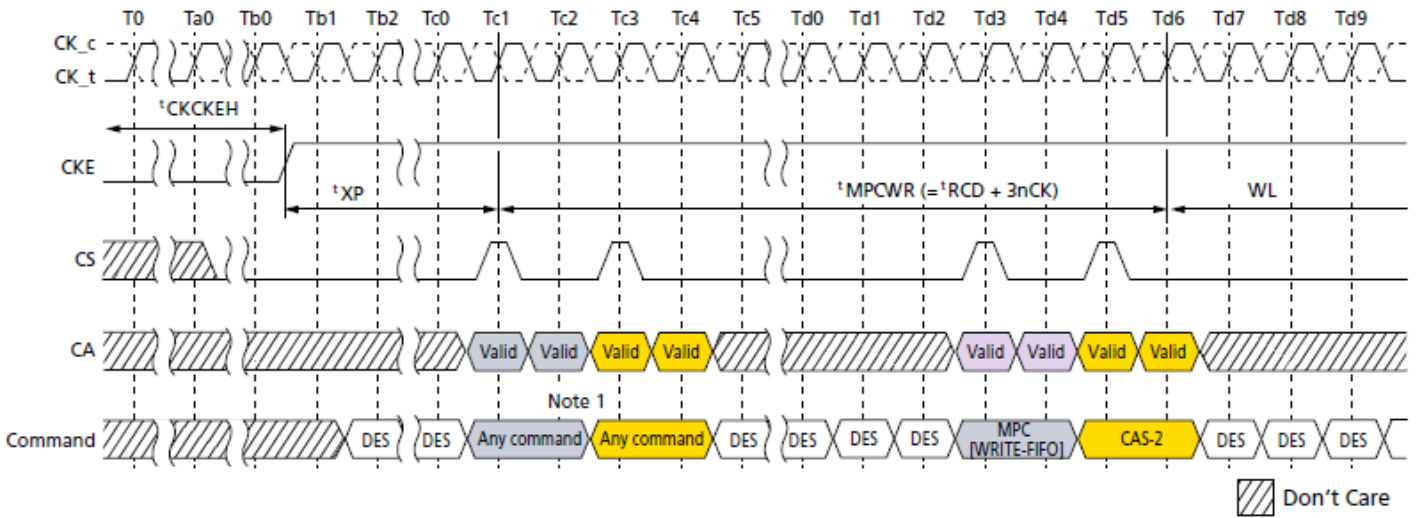 T0 Ta0 Tb0 Tb1 Tb2 Tc0 Tc1 Tc2 Tc3 Tc4 Tc5 Td0 Td1 Td2 Td3 Td4 Td5 Td6 Td7 Td8 Td9
CK_c
CK_t
tCKCKEH
CKE
tXP tMPCWR (= tRCD + 3nCK) WL
CS
CA Valid Valid Valid Valid Valid Valid Valid Valid
Note 1
Command DES DES Any command Any command DES DES DES DES MPC [WRITE-FIFO] CAS-2 DES DES DES
Don't Care